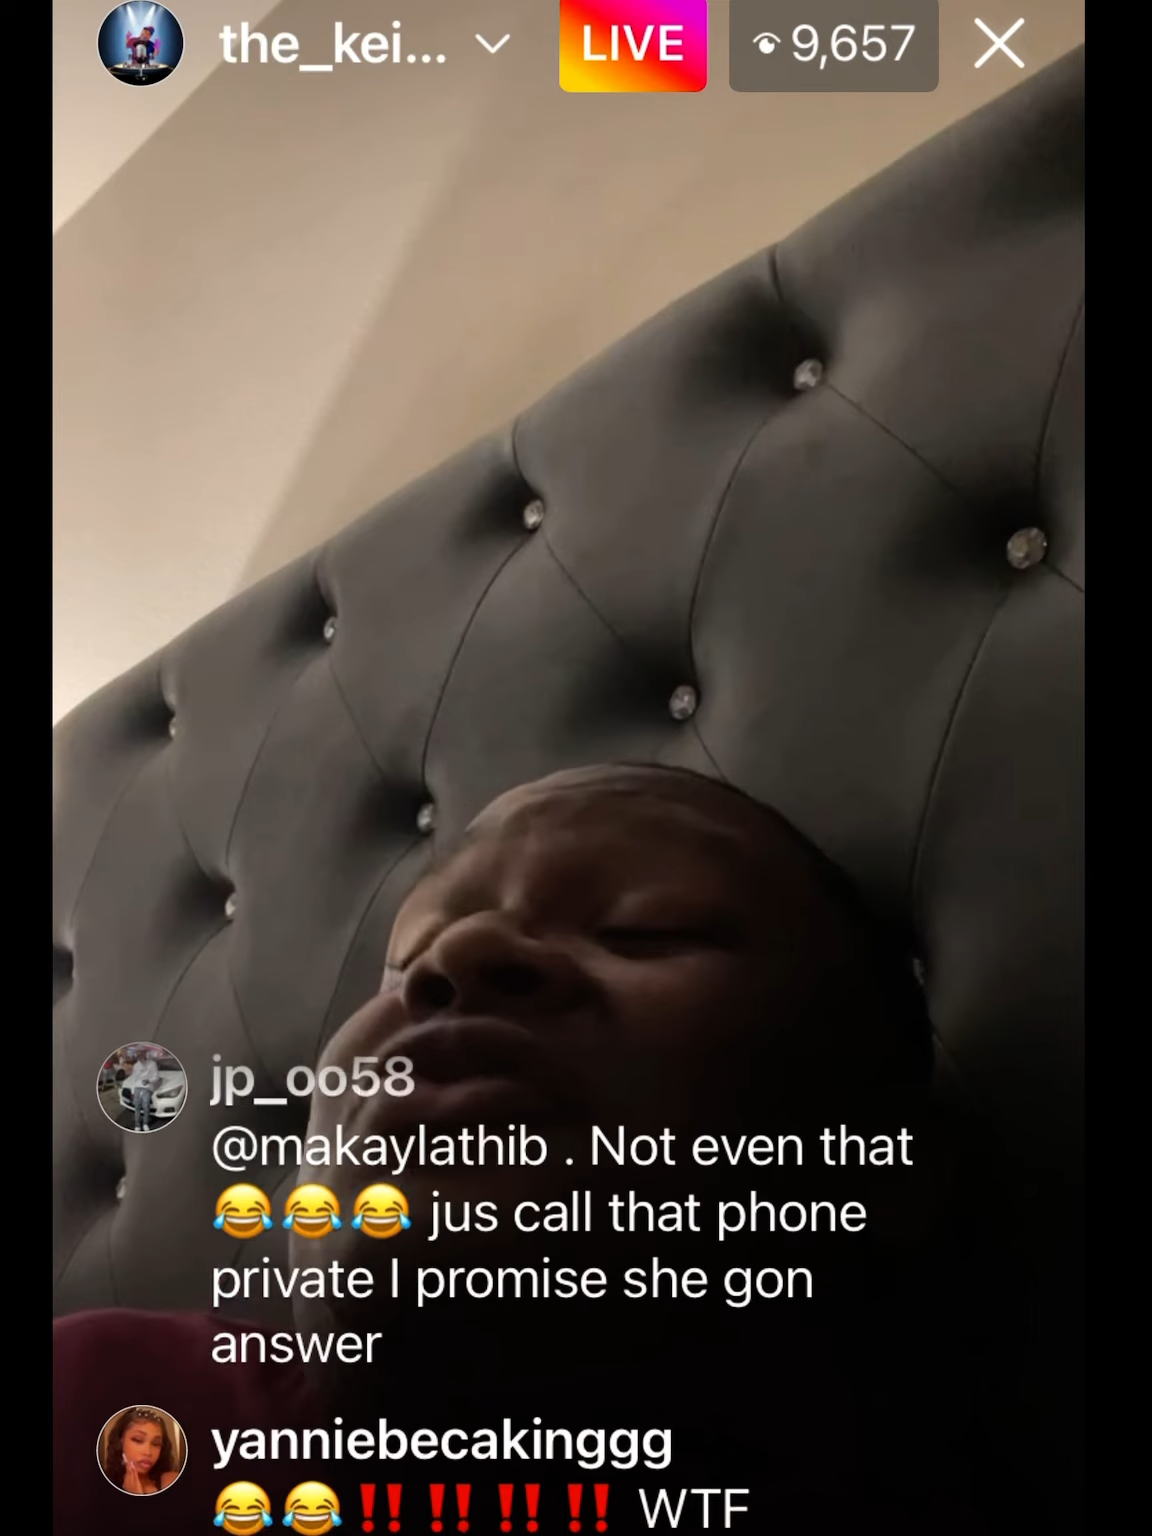 the_kei...
LIVE
9,657
jp_oo58
@makaylathib . Not even that
😂😂😂 jus call that phone
private I promise she gon
answer
yanniebecakinggg
😂😂‼️‼️‼️‼️ WTF